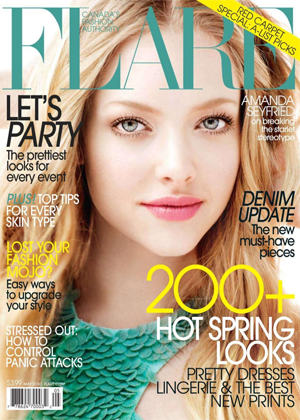 FLARE
CANADA'S
FASHION
AUTHORITY
RED CARPET
SPECIAL: A-LIST PICKS
LET'S
PARTY
The prettiest
looks for
every event
PLUS! TOP TIPS
FOR EVERY
SKIN TYPE
LOST YOUR
FASHION
MOJO?
Easy ways
to upgrade
your style
STRESSED OUT:
HOW TO
CONTROL
PANIC ATTACKS
$3.99
AMANDA
SEYFRIED
on breaking
the starlet
stereotype
DENIM
UPDATE
The new
must-have
pieces
200+
HOT SPRING
LOOKS
PRETTY DRESSES
LINGERIE & THE BEST
NEW PRINTS